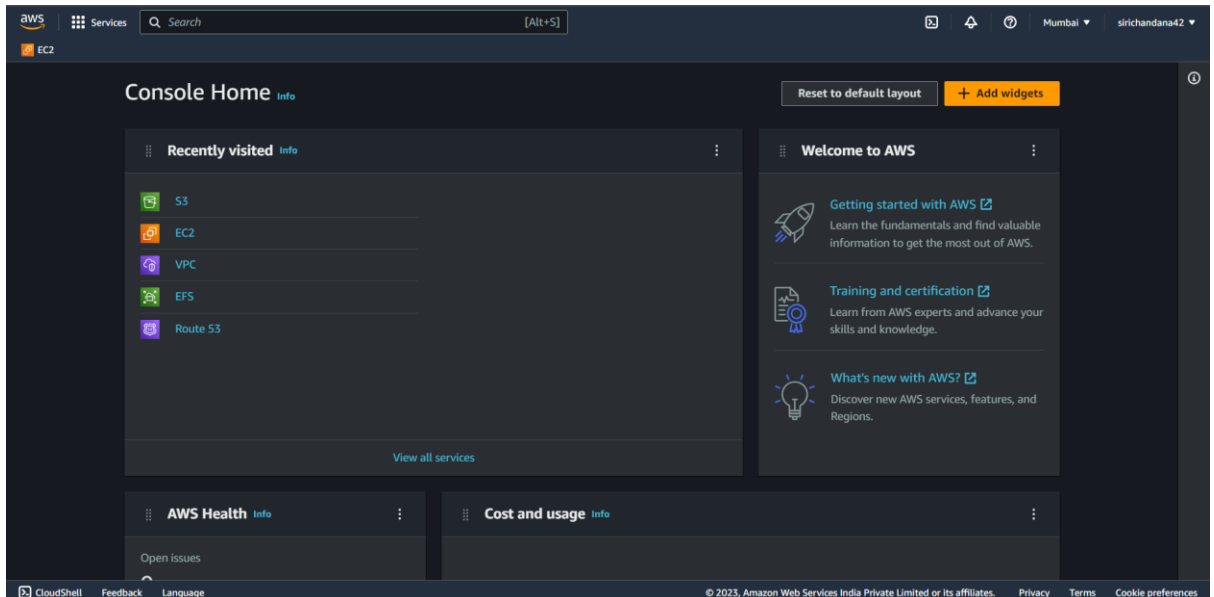 aws Services Search [Alt+S] Mumbai ▼ sirichandana42 ▼
EC2
Console Home Info
Reset to default layout + Add widgets
Recently visited Info
S3
EC2
VPC
EFS
Route 53
View all services
Welcome to AWS
Getting started with AWS
Learn the fundamentals and find valuable
information to get the most out of AWS.
Training and certification
Learn from AWS experts and advance your
skills and knowledge.
What's new with AWS?
Discover new AWS services, features, and
Regions.
AWS Health Info
Open issues
Cost and usage Info
CloudShell Feedback Language © 2023, Amazon Web Services India Private Limited or its affiliates. Privacy Terms Cookie preferences